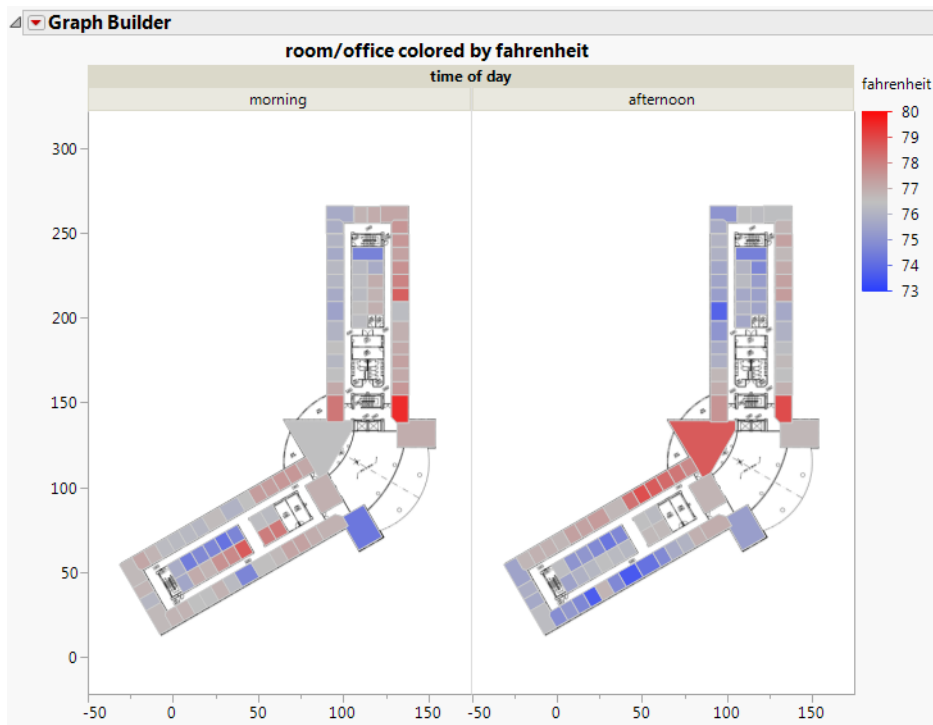 Graph Builder
room/office colored by fahrenheit
time of day
morning afternoon
fahrenheit
80
79
78
77
76
75
74
73
300
250
200
150
100
50
0
-50 0 50 100 150 -50 0 50 100 150